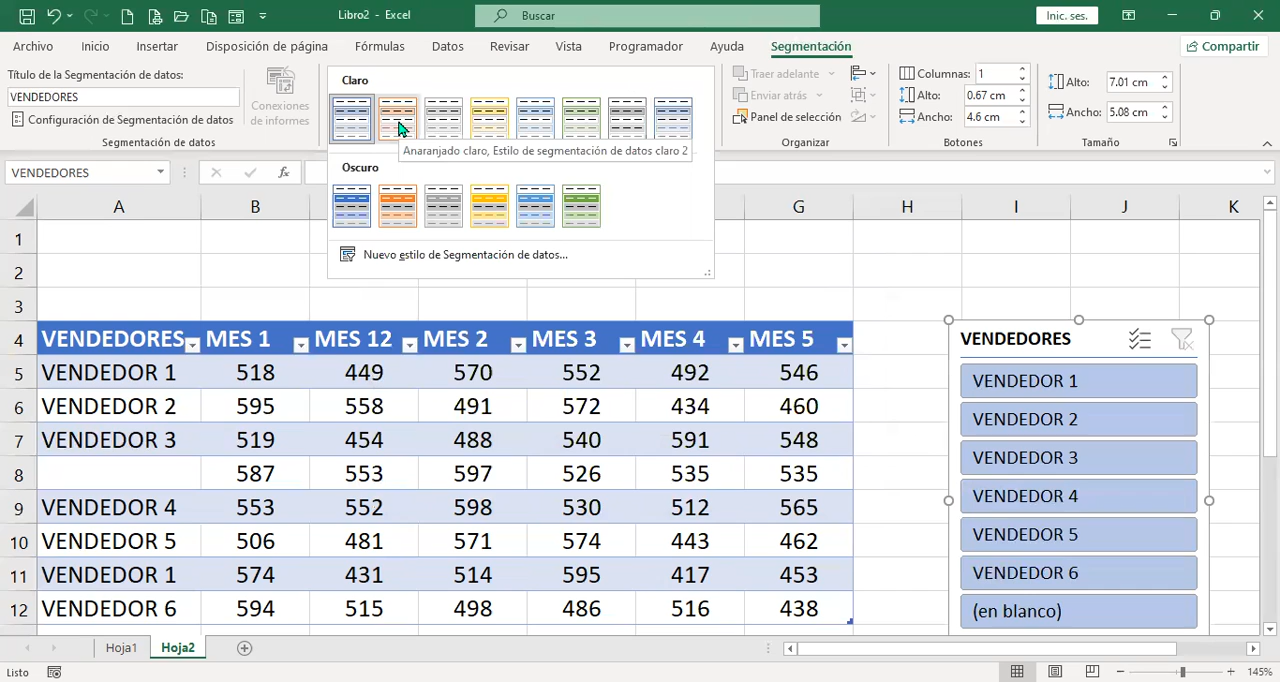 Libro2 - Excel
Buscar
Inic. ses.
Archivo Inicio Insertar Disposición de página Fórmulas Datos Revisar Vista Programador Ayuda Segmentación Compartir
Título de la Segmentación de datos:
VENDEDORES
Configuración de Segmentación de datos
Segmentación de datos
Conexiones
de informes
Claro
Anaranjado claro, Estilo de segmentación de datos claro 2
Oscuro
Nuevo estilo de Segmentación de datos...
Traer adelante
Enviar atrás
Panel de selección
Organizar
Columnas: 1
Alto: 0.67 cm
Ancho: 4.6 cm
Botones
Alto: 7.01 cm
Ancho: 5.08 cm
Tamaño
VENDEDORES
fx
A B G H I J K
1
2
3
4 VENDEDORES MES 1 MES 12 MES 2 MES 3 MES 4 MES 5
5 VENDEDOR 1 518 449 570 552 492 546
6 VENDEDOR 2 595 558 491 572 434 460
7 VENDEDOR 3 519 454 488 540 591 548
8 587 553 597 526 535 535
9 VENDEDOR 4 553 552 598 530 512 565
10 VENDEDOR 5 506 481 571 574 443 462
11 VENDEDOR 1 574 431 514 595 417 453
12 VENDEDOR 6 594 515 498 486 516 438
VENDEDORES
VENDEDOR 1
VENDEDOR 2
VENDEDOR 3
VENDEDOR 4
VENDEDOR 5
VENDEDOR 6
(en blanco)
Hoja1 Hoja2
Listo
145%